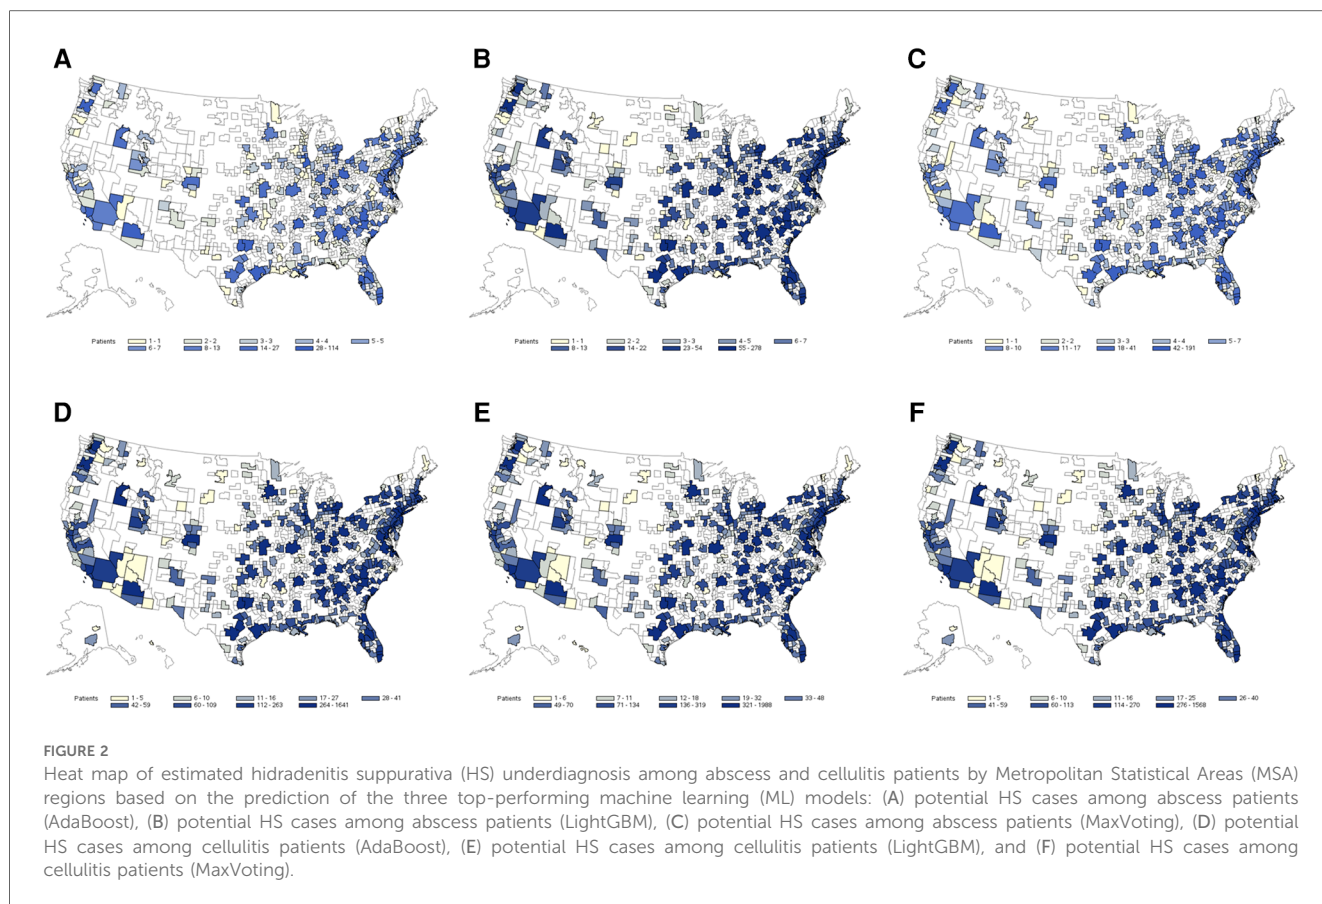 A
B
C
Patients 1 - 1 2 - 2 3 - 3 4 - 4 5 - 5
6 - 7 8 - 13 14 - 27 28 - 114
Patients 1 - 1 2 - 2 3 - 3 4 - 5 6 - 7
8 - 13 14 - 22 23 - 54 55 - 278
Patients 1 - 1 2 - 2 3 - 3 4 - 4 5 - 7
8 - 10 11 - 17 18 - 41 42 - 191
D
E
F
Patients 1 - 5 6 - 10 11 - 16 17 - 27 28 - 41
42 - 59 60 - 109 112 - 263 264 - 1641
Patients 1 - 6 7 - 11 12 - 18 19 - 32 33 - 48
49 - 70 71 - 134 136 - 319 321 - 1988
Patients 1 - 5 6 - 10 11 - 16 17 - 25 26 - 40
41 - 59 60 - 113 114 - 270 276 - 1568
FIGURE 2
Heat map of estimated hidradenitis suppurativa (HS) underdiagnosis among abscess and cellulitis patients by Metropolitan Statistical Areas (MSA)
regions based on the prediction of the three top-performing machine learning (ML) models: (A) potential HS cases among abscess patients
(AdaBoost), (B) potential HS cases among abscess patients (LightGBM), (C) potential HS cases among abscess patients (MaxVoting), (D) potential
HS cases among cellulitis patients (AdaBoost), (E) potential HS cases among cellulitis patients (LightGBM), and (F) potential HS cases among
cellulitis patients (MaxVoting).